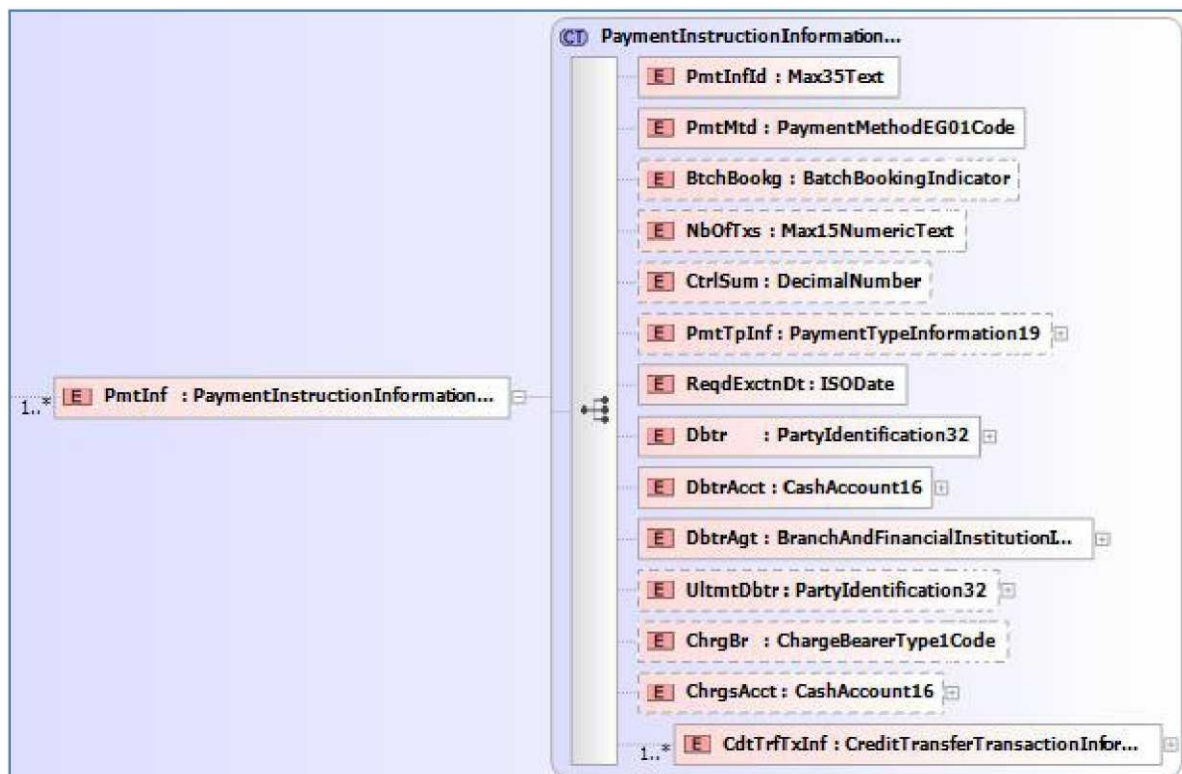 CT PaymentInstructionInformation...
E PmtInfId : Max35Text
E PmtMtd : PaymentMethodEG01Code
E BtchBookg : BatchBookingIndicator
E NbOfTxs : Max15NumericText
E CtrlSum : DecimalNumber
E PmtTpInf : PaymentTypeInformation19
E ReqdExctnDt : ISODate
1..* E PmtInf : PaymentInstructionInformation...
E Dbtr : PartyIdentification32
E DbtrAcct : CashAccount16
E DbtrAgt : BranchAndFinancialInstitutionI...
E UltmtDbtr : PartyIdentification32
E ChrgBr : ChargeBearerType1Code
E ChrgsAcct : CashAccount16
1..* E CdtTrfTxInf : CreditTransferTransactionInfor...